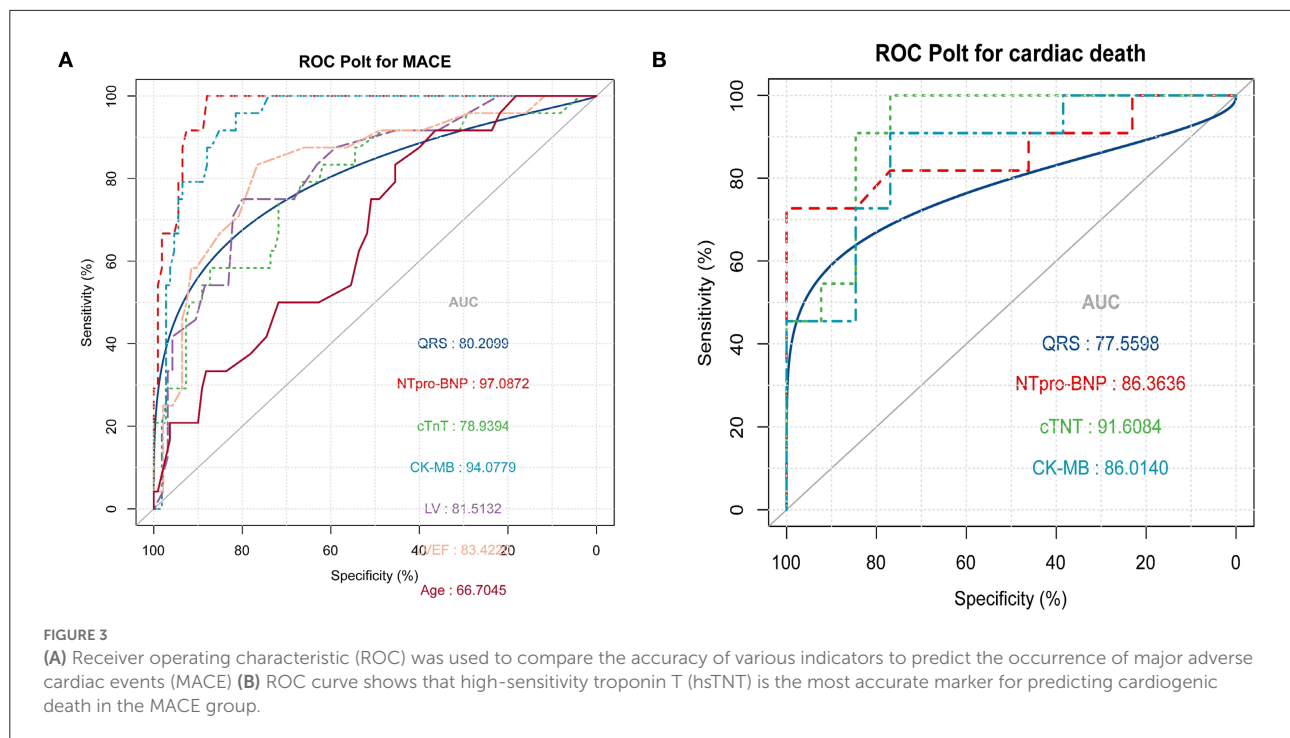 A
ROC Polt for MACE
Sensitivity (%)
100
80
60
40
20
0
AUC
QRS : 80.2099
NTpro-BNP : 97.0872
cTnT : 78.9394
CK-MB : 94.0779
LV : 81.5132
Age : 66.7045
100
80
60
40
20
0
Specificity (%)
B
ROC Polt for cardiac death
Sensitivity (%)
100
80
60
40
20
0
AUC
QRS : 77.5598
NTpro-BNP : 86.3636
cTNT : 91.6084
CK-MB : 86.0140
100
80
60
40
20
0
Specificity (%)
FIGURE 3
(A) Receiver operating characteristic (ROC) was used to compare the accuracy of various indicators to predict the occurrence of major adverse
cardiac events (MACE) (B) ROC curve shows that high-sensitivity troponin T (hsTNT) is the most accurate marker for predicting cardiogenic
death in the MACE group.